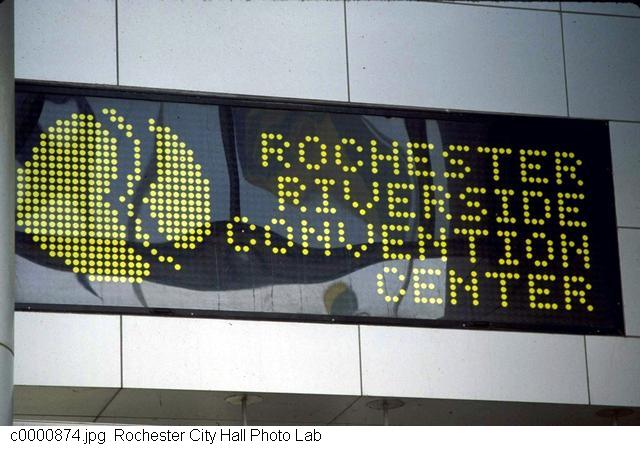 ROCHESTER
RIVERSIDE
CONVENTION
CENTER
c0000874.jpg Rochester City Hall Photo Lab